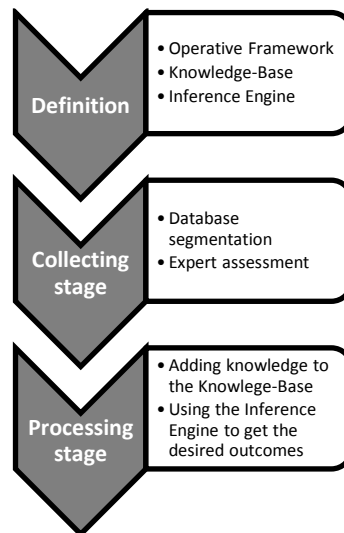 Definition
• Operative Framework
• Knowledge-Base
• Inference Engine
Collecting
stage
• Database
segmentation
• Expert assessment
Processing
stage
• Adding knowledge to
the Knowlege-Base
• Using the Inference
Engine to get the
desired outcomes